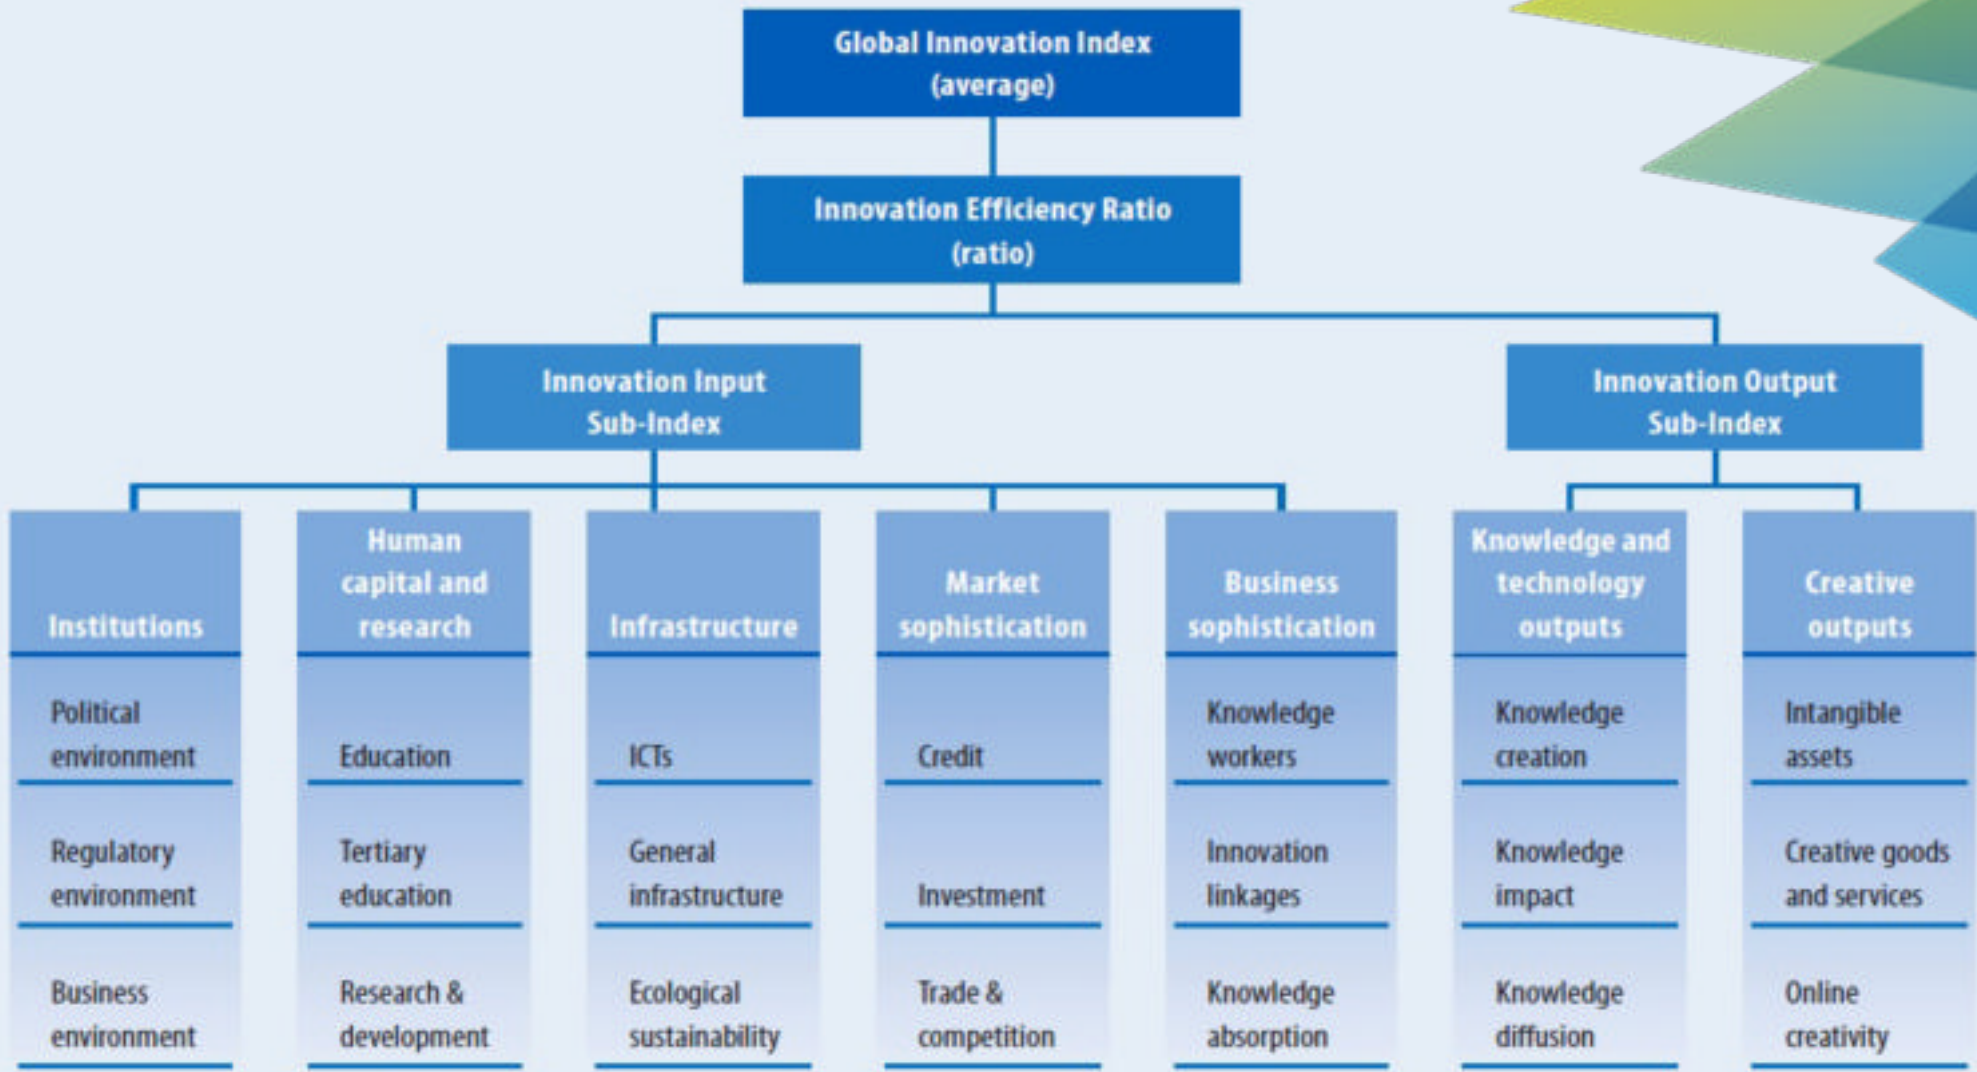 Global Innovation Index
(average)
Innovation Efficiency Ratio
(ratio)
Innovation Input
Sub-Index
Innovation Output
Sub-Index
Institutions
Human
capital and
research
Infrastructure
Market
sophistication
Business
sophistication
Knowledge and
technology
outputs
Creative
outputs
Political
environment
Education
ICTs
Credit
Knowledge
workers
Knowledge
creation
Intangible
assets
Regulatory
environment
Tertiary
education
General
infrastructure
Investment
Innovation
linkages
Knowledge
impact
Creative goods
and services
Business
environment
Research &
development
Ecological
sustainability
Trade &
competition
Knowledge
absorption
Knowledge
diffusion
Online
creativity